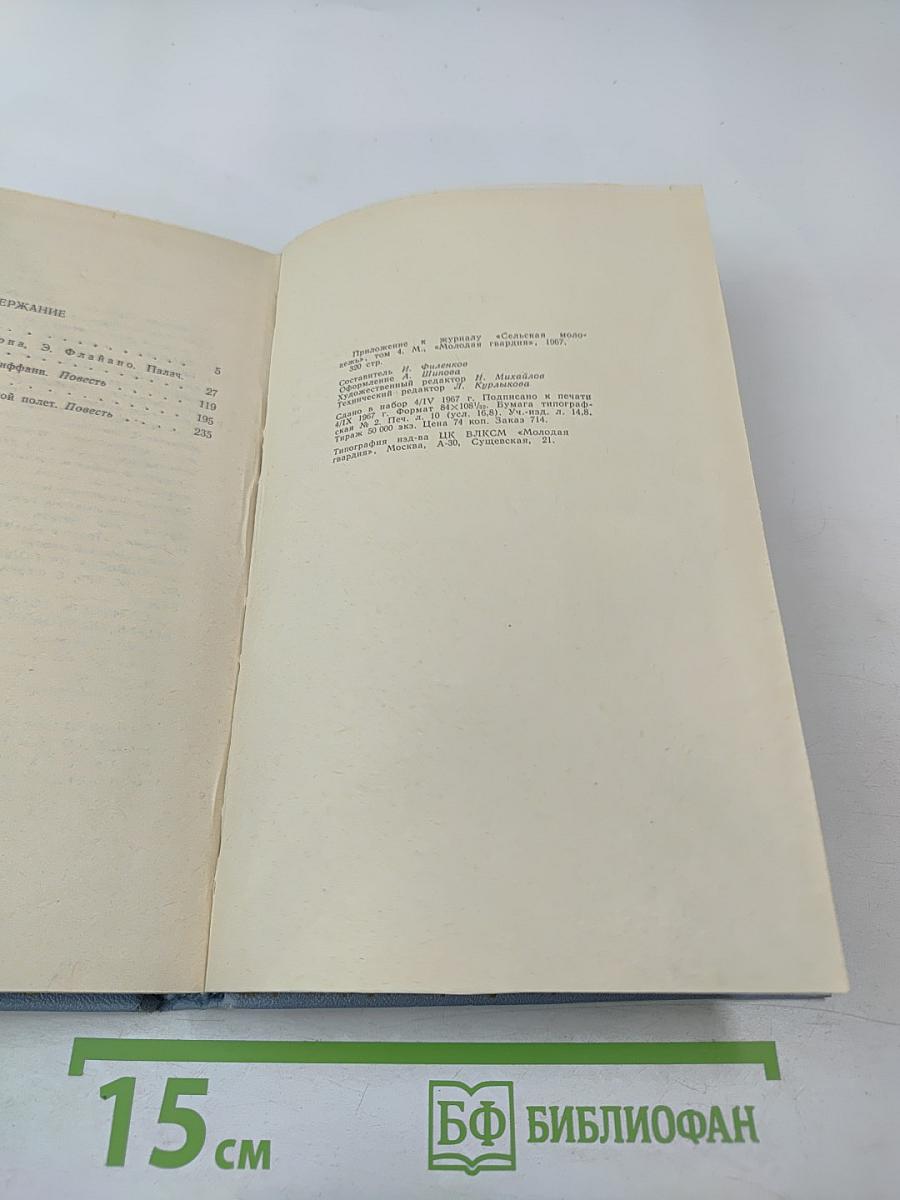 ЕРЖАНИЕ
5
она, Э. Флайано. Палач.
27
иффани. Повесть
119
195
ой полет. Повесть
235
Приложение к журналу «Сельская моло-
вежь», том 4. М., «Молодая гвардия», 1967.
320 стр.
Составитель И. Филенков
Оформление А. Шипова
Художественный редактор Н. Михайлов
Технический редактор Л. Курлыкова
Сдано в набор 4/IV 1967 г. Подписано к печати
4/IX 1967 г. Формат 84×108¹/₃₂. Бумага типограф-
ская № 2. Печ. л. 10 (усл. 16,8). Уч.-изд. л. 14,8.
Тираж 50 000 экз. Цена 74 коп. Заказ 714.
Типография изд-ва ЦК ВЛКСМ «Молодая
гвардия», Москва, А-30, Сущевская, 21.
15 см
БФ БИБЛИОФАН